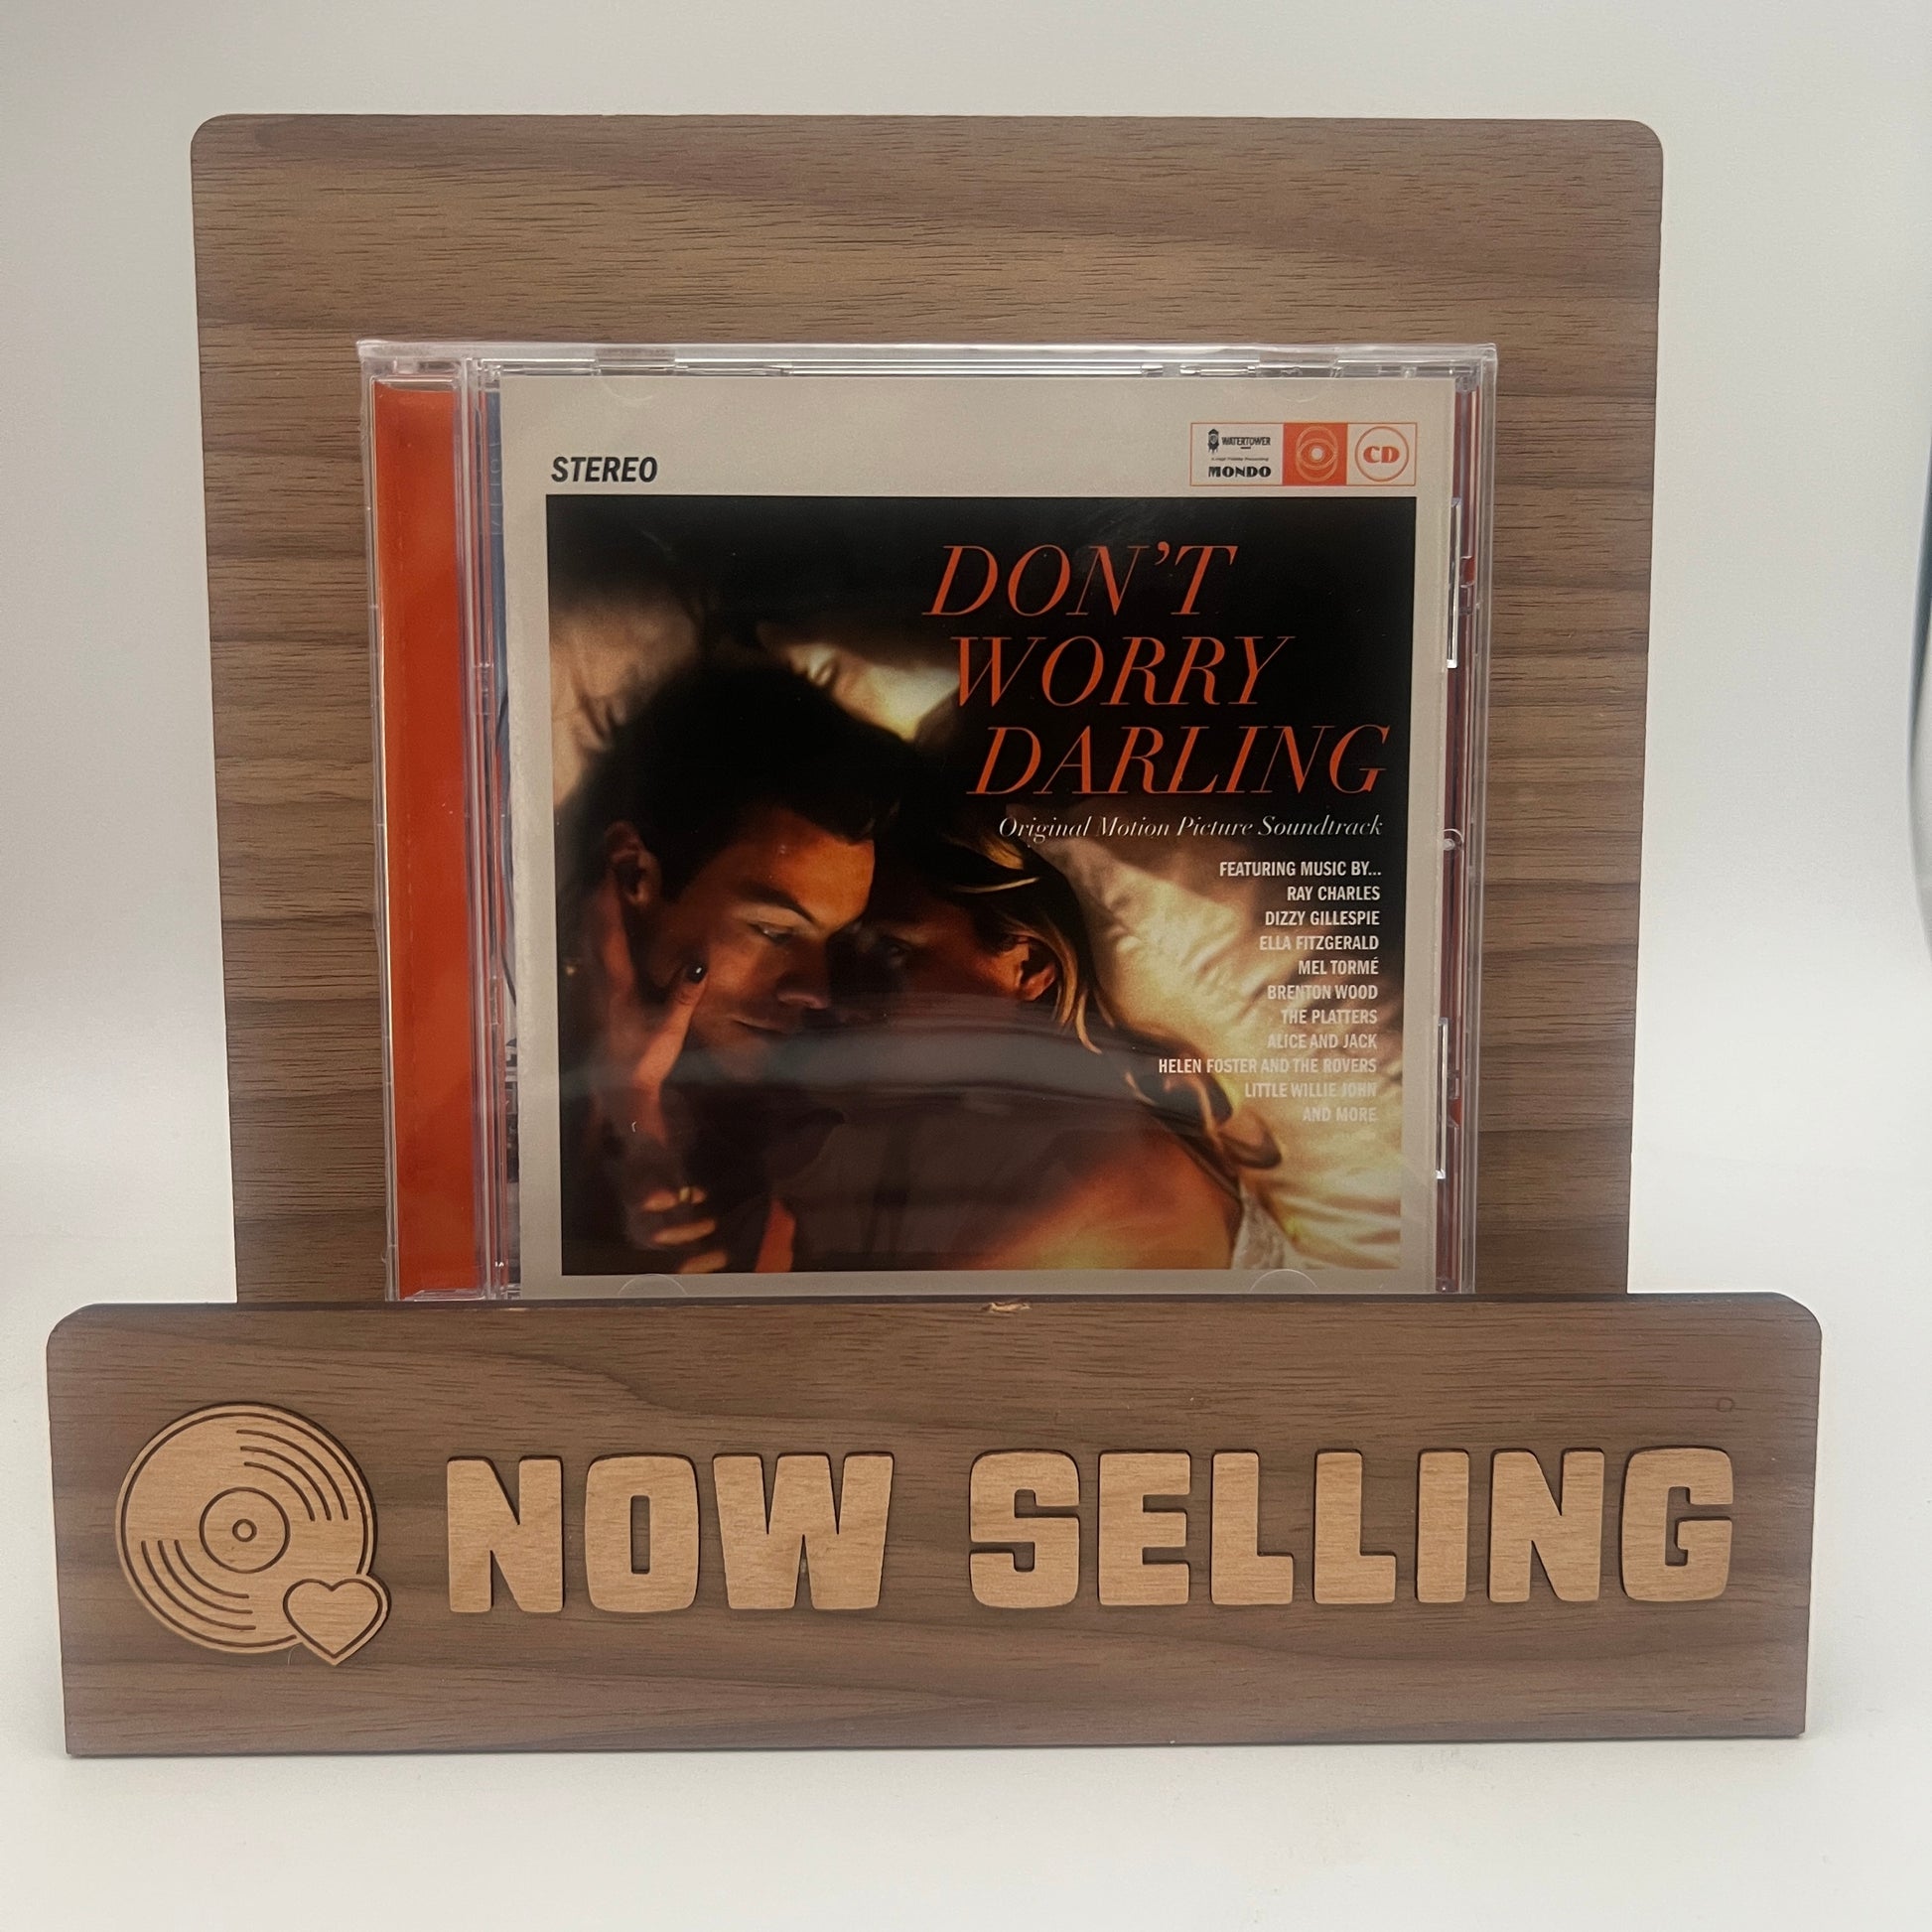 STEREO
WATERTOWER
MONDO
CD
DON'T
WORRY
DARLING
Original Motion Picture Soundtrack
FEATURING MUSIC BY...
RAY CHARLES
DIZZY GILLESPIE
ELLA FITZGERALD
MEL TORMÉ
BRENTON WOOD
THE PLATTERS
ALICE AND JACK
HELEN FOSTER AND THE ROVERS
LITTLE WILLIE JOHN
AND MORE
NOW SELLING